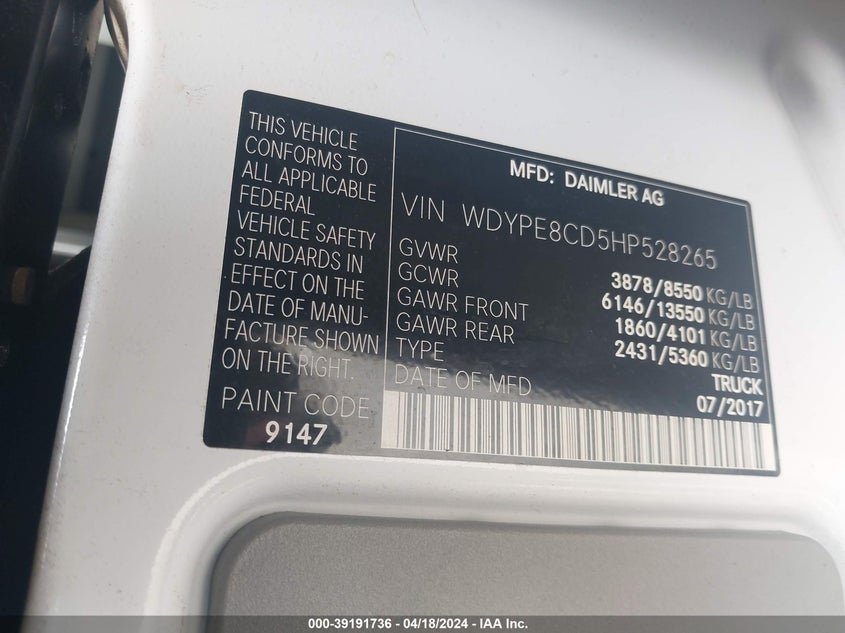 THIS VEHICLE
CONFORMS TO
ALL APPLICABLE
FEDERAL
VEHICLE SAFETY
STANDARDS IN
EFFECT ON THE
DATE OF MANU-
FACTURE SHOWN
ON THE RIGHT.
PAINT CODE
9147
MFD: DAIMLER AG
VIN WDYPE8CD5HP528265
GVWR 3878/8550 KG/LB
GCWR 6146/13550 KG/LB
GAWR FRONT 1860/4101 KG/LB
GAWR REAR 2431/5360 KG/LB
TYPE TRUCK
DATE OF MFD 07/2017
000-39191736 - 04/18/2024 - IAA Inc.